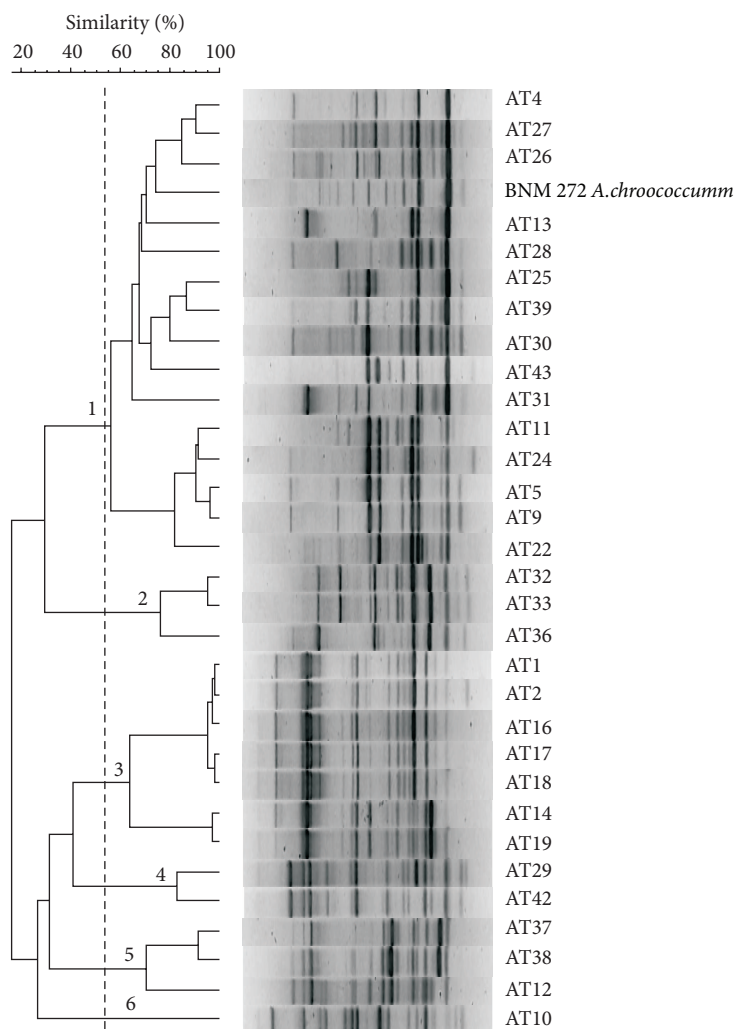 Similarity (%)
20 40 60 80 100
AT4
AT27
AT26
BNM 272 A.chroococcumm
AT13
AT28
AT25
AT39
AT30
AT43
1
AT31
AT11
AT24
AT5
AT9
AT22
AT32
2
AT33
AT36
AT1
AT2
AT16
AT17
3
AT18
AT14
AT19
4
AT29
AT42
AT37
5
AT38
AT12
6
AT10